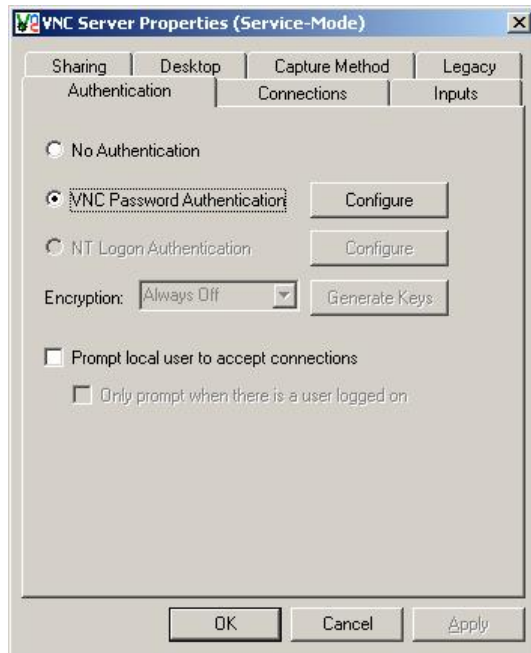 VNC Server Properties (Service-Mode)
Sharing Desktop Capture Method Legacy
Authentication Connections Inputs
No Authentication
VNC Password Authentication Configure
NT Logon Authentication Configure
Encryption: Always Off Generate Keys
Prompt local user to accept connections
Only prompt when there is a user logged on
OK Cancel Apply